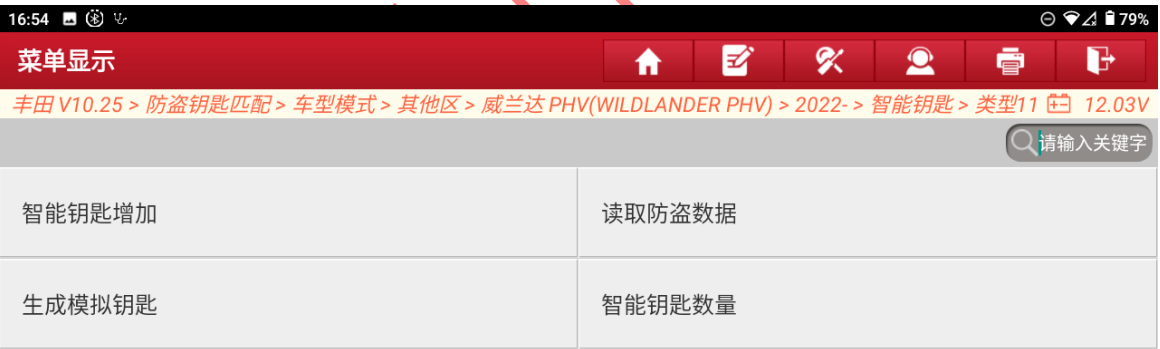 16:54 79%
菜单显示
丰田 V10.25 > 防盗钥匙匹配 > 车型模式 > 其他区 > 威兰达 PHV(WILDLANDER PHV) > 2022- > 智能钥匙 > 类型11 12.03V
请输入关键字
智能钥匙增加 读取防盗数据
生成模拟钥匙 智能钥匙数量